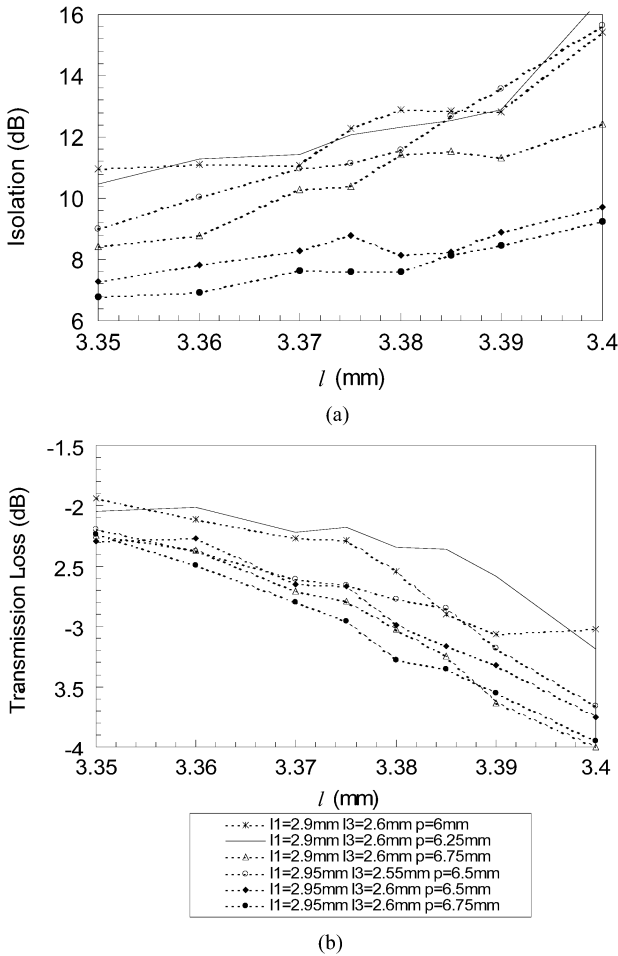 16
14
12
10
8
6
Isolation (dB)
3.35 3.36 3.37 3.38 3.39 3.4
l (mm)
(a)
-1.5
-2
2.5
-3
3.5
-4
Transmission Loss (dB)
3.35 3.36 3.37 3.38 3.39 3.4
l (mm)
l1=2.9mm l3=2.6mm p=6mm
l1=2.9mm l3=2.6mm p=6.25mm
l1=2.9mm l3=2.6mm p=6.75mm
l1=2.95mm l3=2.55mm p=6.5mm
l1=2.95mm l3=2.6mm p=6.5mm
l1=2.95mm l3=2.6mm p=6.75mm
(b)